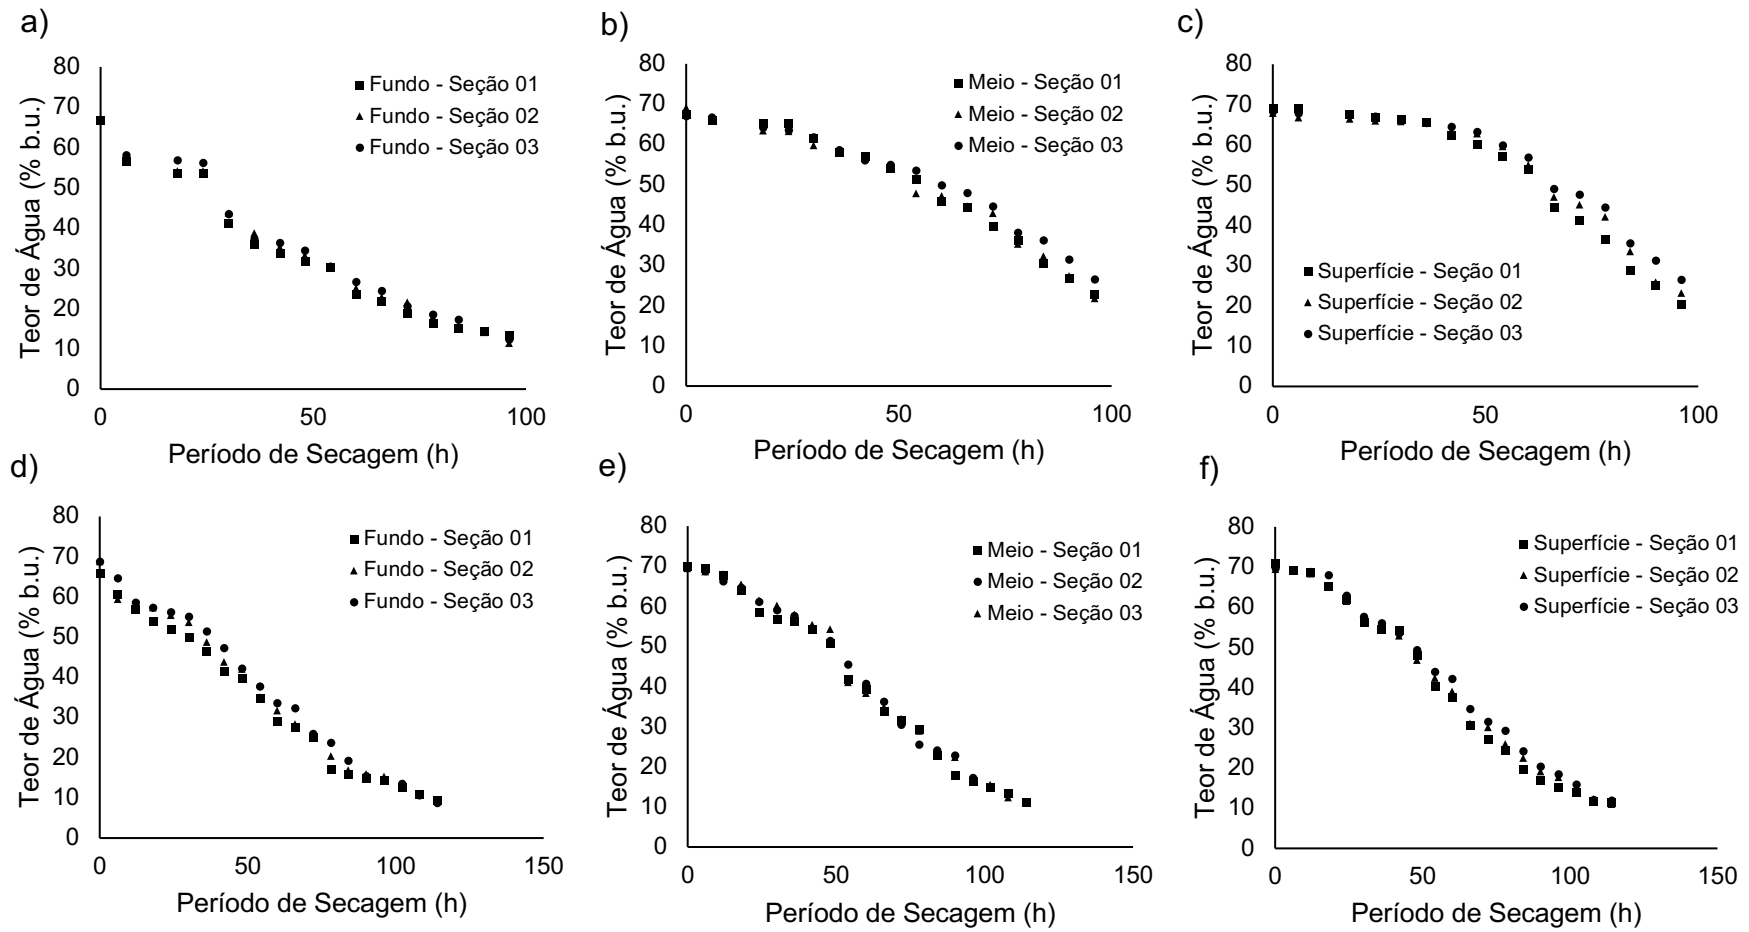 a)
Teor de Água (% b.u.)
80
70
60
50
40
30
20
10
0
Fundo - Seção 01
Fundo - Seção 02
Fundo - Seção 03
0 50 100
Período de Secagem (h)
b)
Teor de Água (% b.u.)
80
70
60
50
40
30
20
10
0
Meio - Seção 01
Meio - Seção 02
Meio - Seção 03
0 50 100
Período de Secagem (h)
c)
Teor de Água (% b.u.)
80
70
60
50
40
30
20
10
0
Superfície - Seção 01
Superfície - Seção 02
Superfície - Seção 03
0 50 100
Período de Secagem (h)
d)
Teor de Água (% b.u.)
80
70
60
50
40
30
20
10
0
Fundo - Seção 01
Fundo - Seção 02
Fundo - Seção 03
0 50 100 150
Período de Secagem (h)
e)
Teor de Água (% b.u.)
80
70
60
50
40
30
20
10
0
Meio - Seção 01
Meio - Seção 02
Meio - Seção 03
0 50 100 150
Período de Secagem (h)
f)
Teor de Água (% b.u.)
80
70
60
50
40
30
20
10
0
Superfície - Seção 01
Superfície - Seção 02
Superfície - Seção 03
0 50 100 150
Período de Secagem (h)